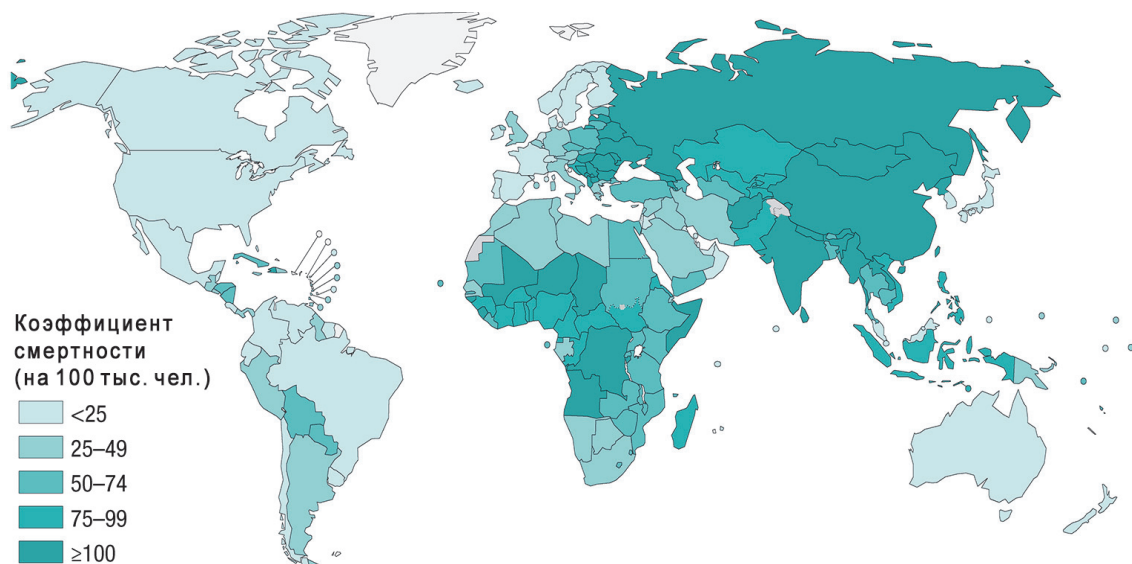 Коэффициент
смертности
(на 100 тыс. чел.)
<25
25–49
50–74
75–99
≥100